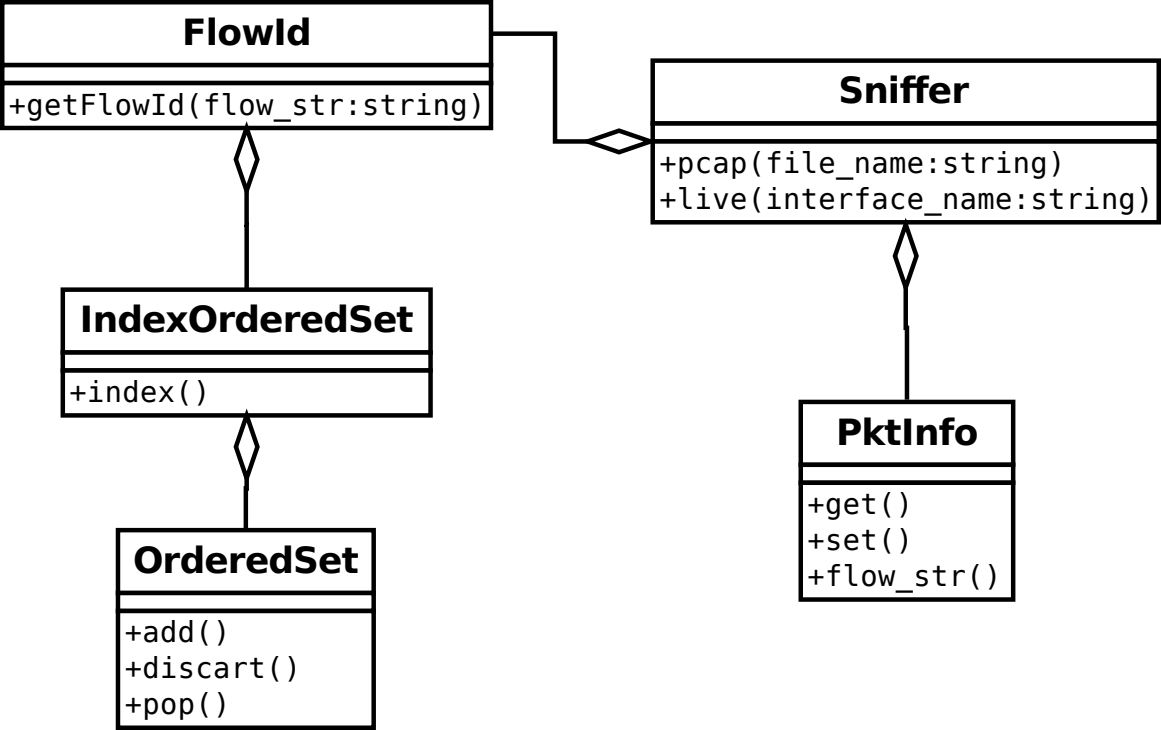 FlowId
+getFlowId(flow_str:string)
Sniffer
+pcap(file_name:string)
+live(interface_name:string)
IndexOrderedSet
+index()
PktInfo
+get()
+set()
+flow_str()
OrderedSet
+add()
+discart()
+pop()